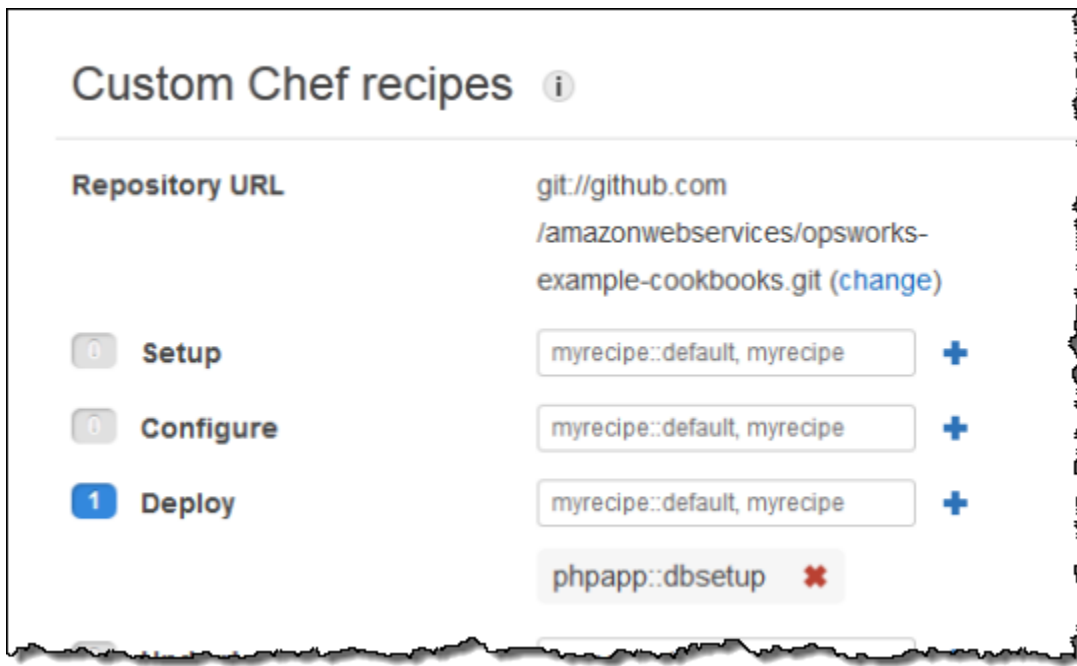 Custom Chef recipes i
Repository URL
git://github.com
/amazonwebservices/opsworks-
example-cookbooks.git (change)
0 Setup myrecipe::default, myrecipe
0 Configure myrecipe::default, myrecipe
1 Deploy myrecipe::default, myrecipe
phpapp::dbsetup